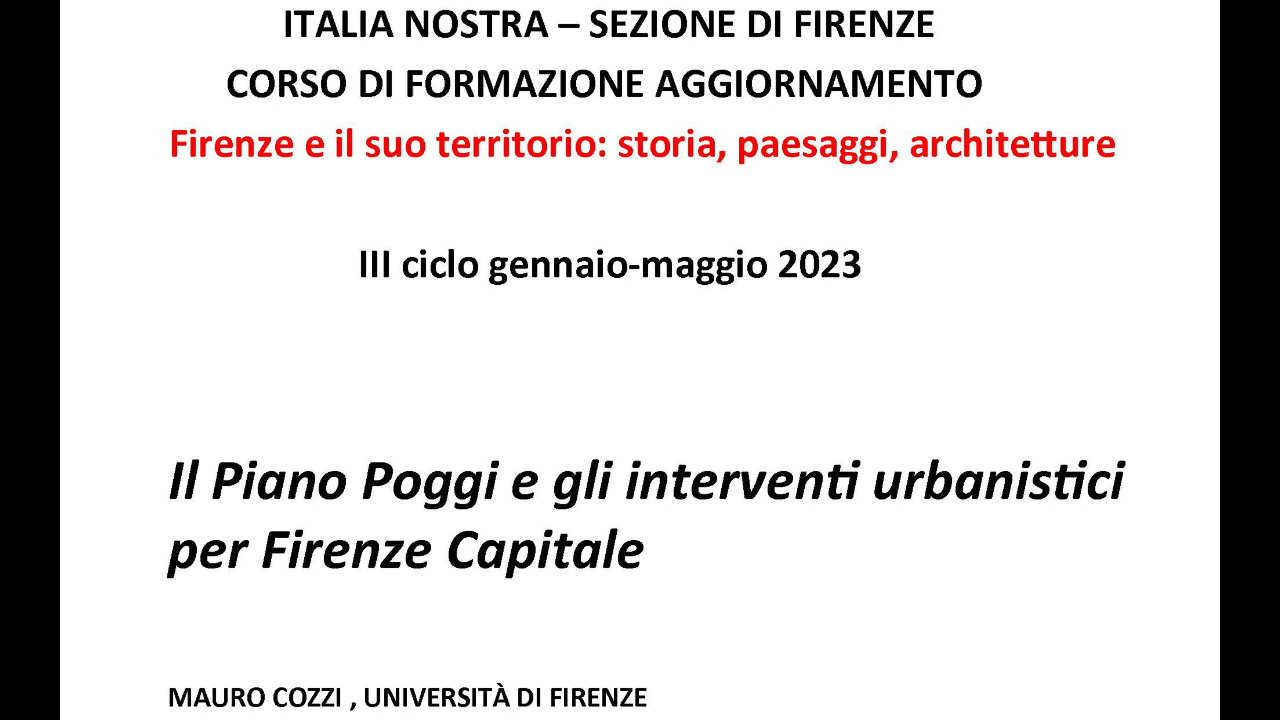 ITALIA NOSTRA – SEZIONE DI FIRENZE
CORSO DI FORMAZIONE AGGIORNAMENTO
Firenze e il suo territorio: storia, paesaggi, architetture
III ciclo gennaio-maggio 2023
Il Piano Poggi e gli interventi urbanistici
per Firenze Capitale
MAURO COZZI , UNIVERSITÀ DI FIRENZE